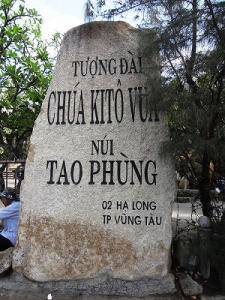 TƯỢNG ĐÀI
CHÚA KITÔ VUA
NÚI
TAO PHÙNG
02 HẠ LONG
TP VŨNG TÀU